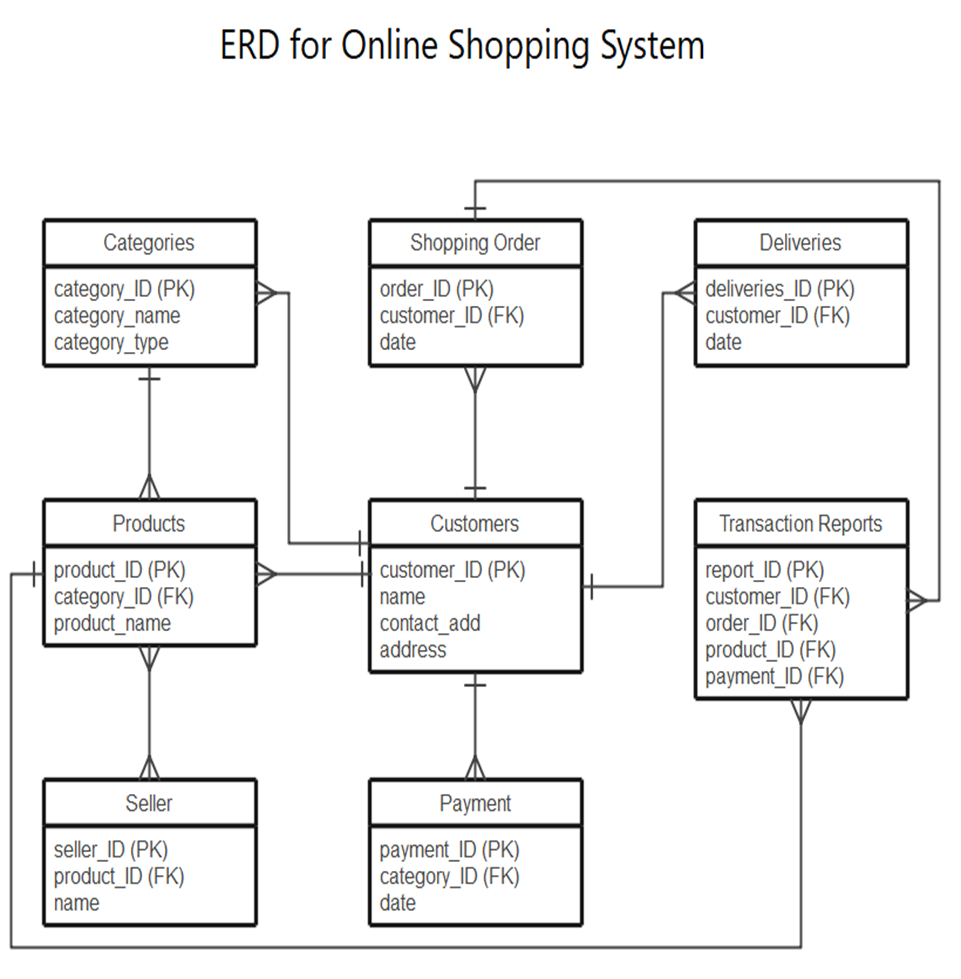 ERD for Online Shopping System
Categories
category_ID (PK)
category_name
category_type
Shopping Order
order_ID (PK)
customer_ID (FK)
date
Deliveries
deliveries_ID (PK)
customer_ID (FK)
date
Products
product_ID (PK)
category_ID (FK)
product_name
Customers
customer_ID (PK)
name
contact_add
address
Transaction Reports
report_ID (PK)
customer_ID (FK)
order_ID (FK)
product_ID (FK)
payment_ID (FK)
Seller
seller_ID (PK)
product_ID (FK)
name
Payment
payment_ID (PK)
category_ID (FK)
date